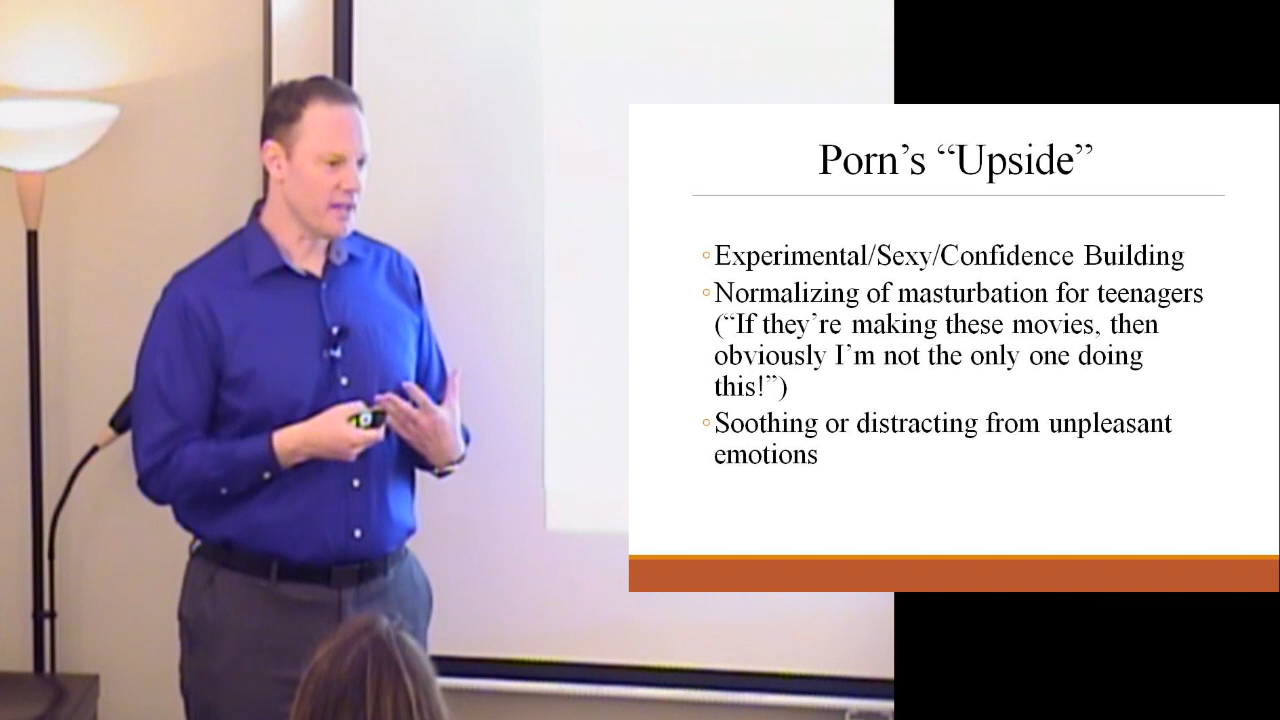 Porn’s “Upside”
◦Experimental/Sexy/Confidence Building
◦Normalizing of masturbation for teenagers
(“If they’re making these movies, then
obviously I’m not the only one doing
this!”)
◦Soothing or distracting from unpleasant
emotions